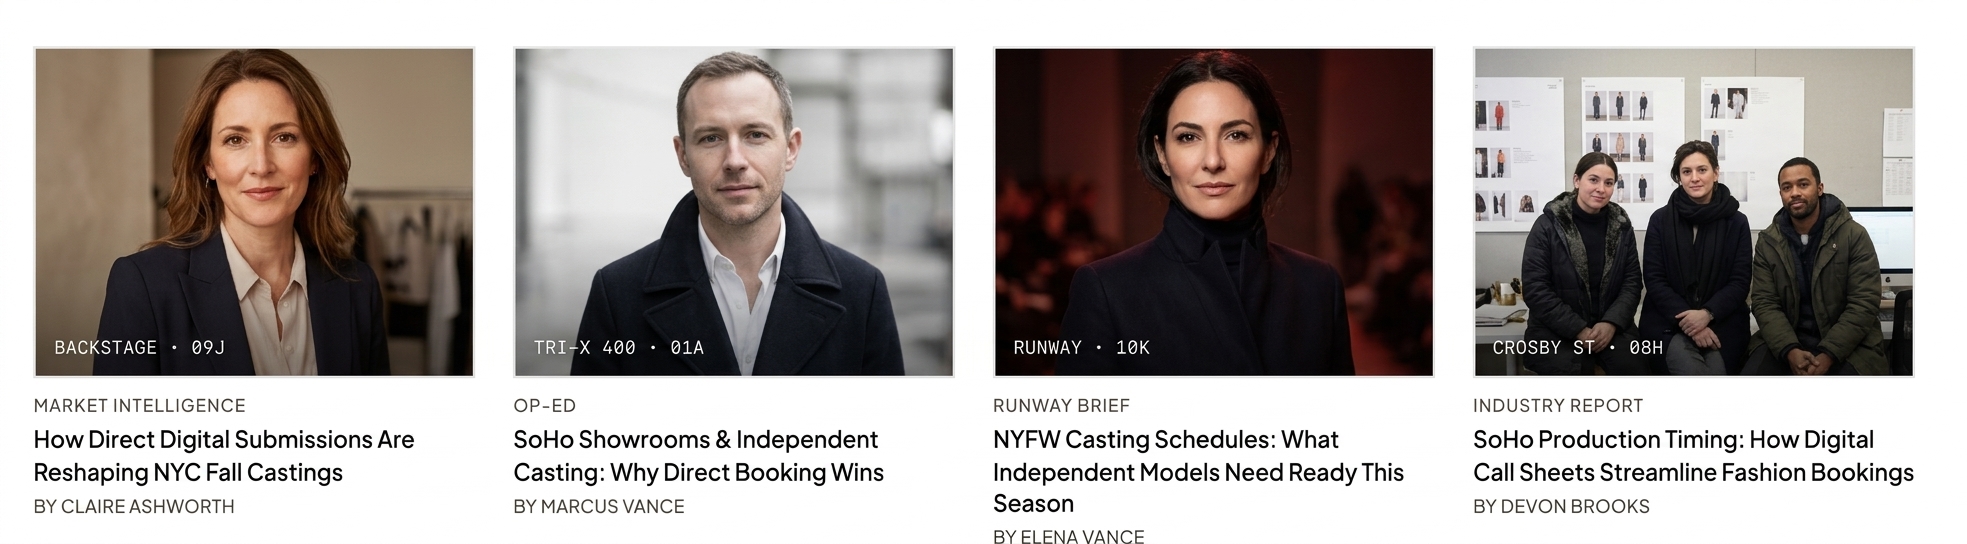 BACKSTAGE • 09J
MARKET INTELLIGENCE
How Direct Digital Submissions Are
Reshaping NYC Fall Castings
BY CLAIRE ASHWORTH
TRI-X 400 • 01A
OP-ED
SoHo Showrooms & Independent
Casting: Why Direct Booking Wins
BY MARCUS VANCE
RUNWAY • 10K
RUNWAY BRIEF
NYFW Casting Schedules: What
Independent Models Need Ready This
Season
BY ELENA VANCE
CROSBY ST • 08H
INDUSTRY REPORT
SoHo Production Timing: How Digital
Call Sheets Streamline Fashion Bookings
BY DEVON BROOKS